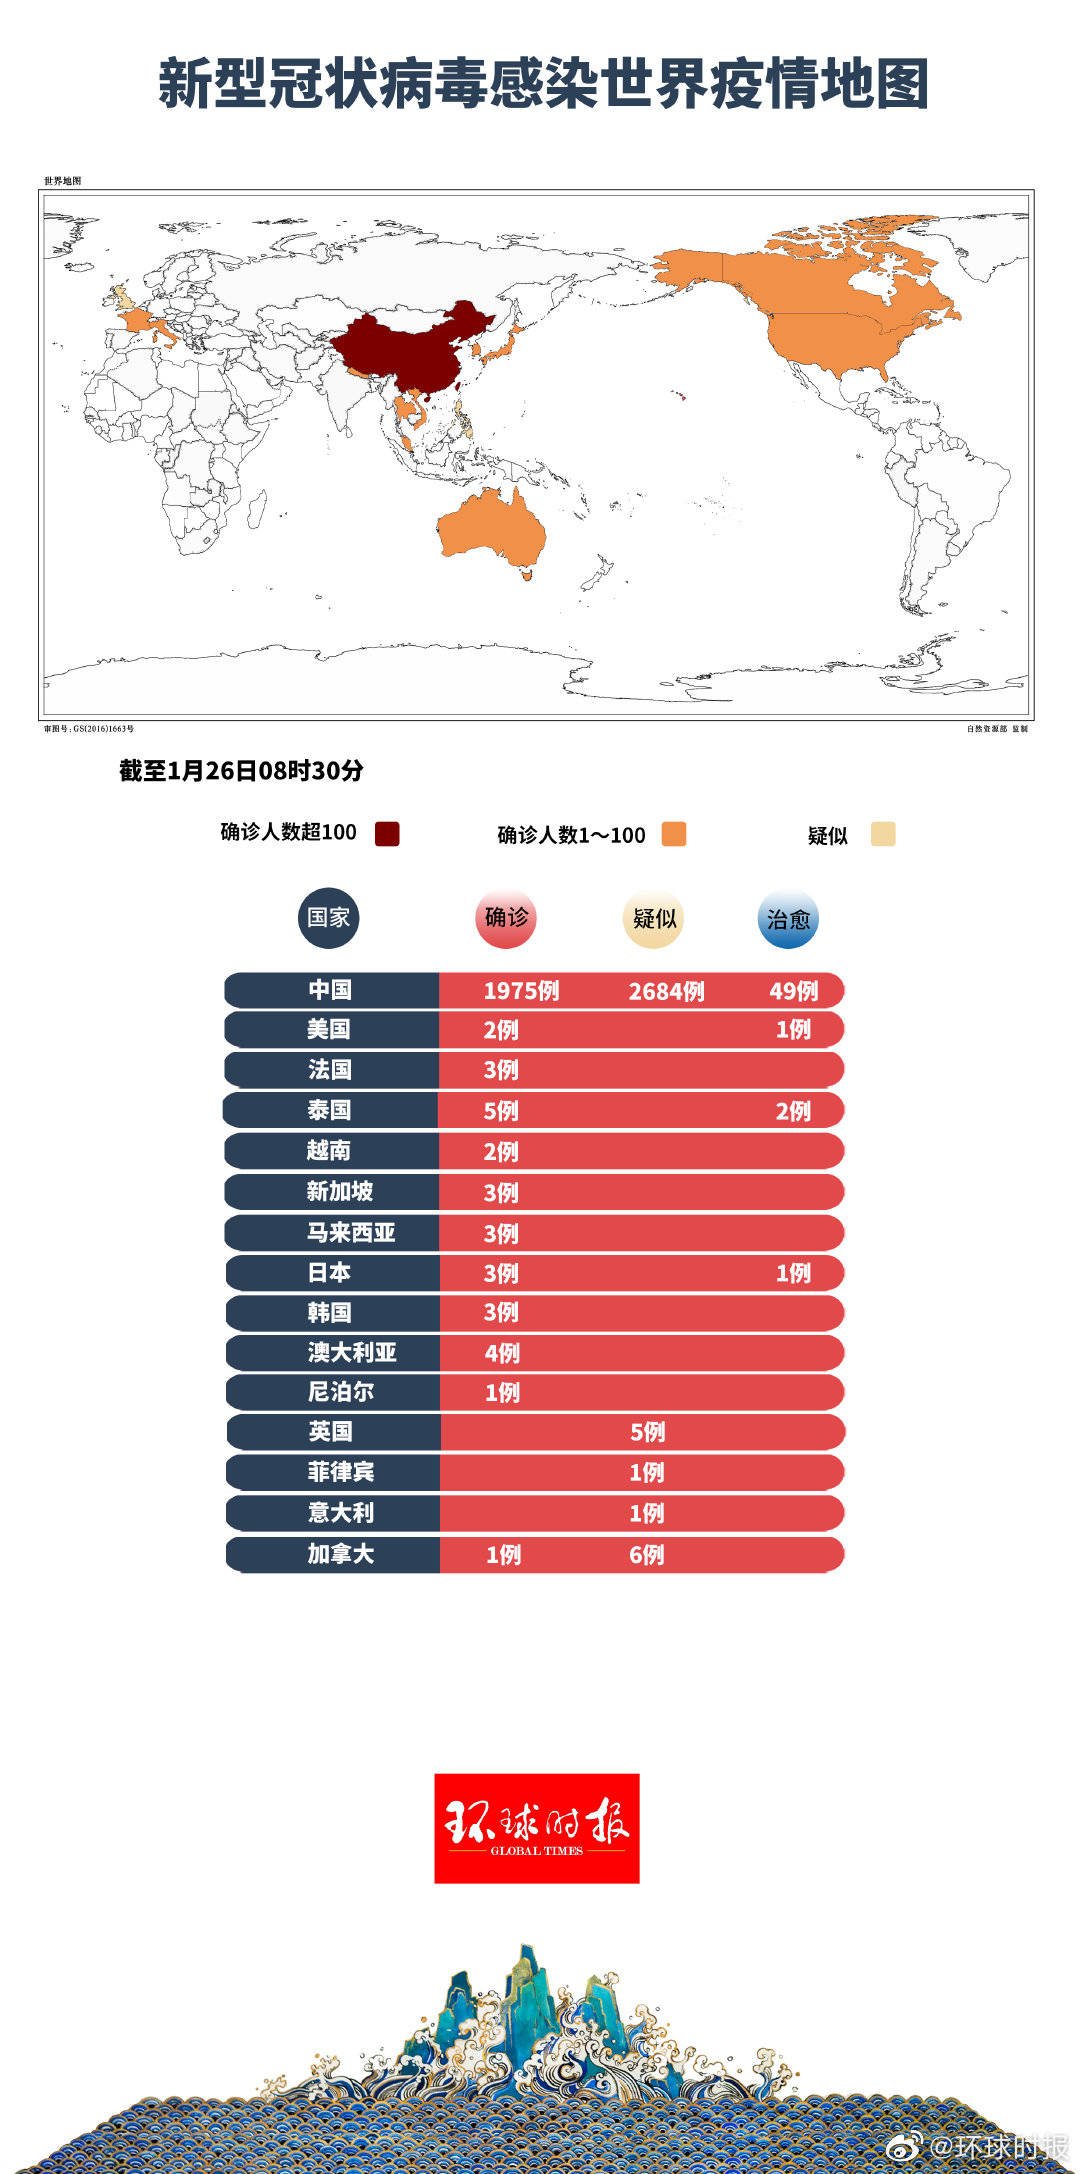 新型冠状病毒感染世界疫情地图
世界地图
审图号:GS(2016)1663号 自然资源部 监制
截至1月26日08时30分
确诊人数超100 确诊人数1～100 疑似
国家 确诊 疑似 治愈
中国 1975例 2684例 49例
美国 2例 1例
法国 3例
泰国 5例 2例
越南 2例
新加坡 3例
马来西亚 3例
日本 3例 1例
韩国 3例
澳大利亚 4例
尼泊尔 1例
英国 5例
菲律宾 1例
意大利 1例
加拿大 1例 6例
环球时报
GLOBAL TIMES
@环球时报